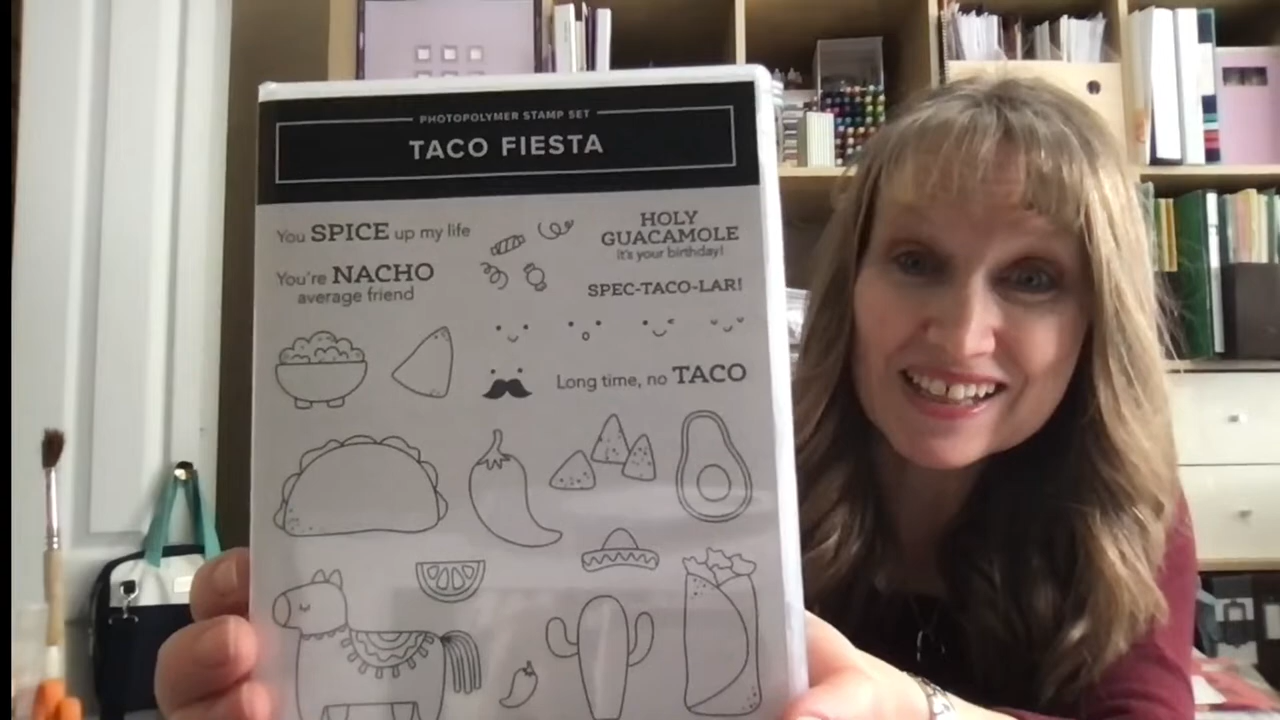 PHOTOPOLYMER STAMP SET
TACO FIESTA
You SPICE up my life
You're NACHO
average friend
HOLY
GUACAMOLE
it's your birthday!
SPEC-TACO-LAR!
Long time, no TACO